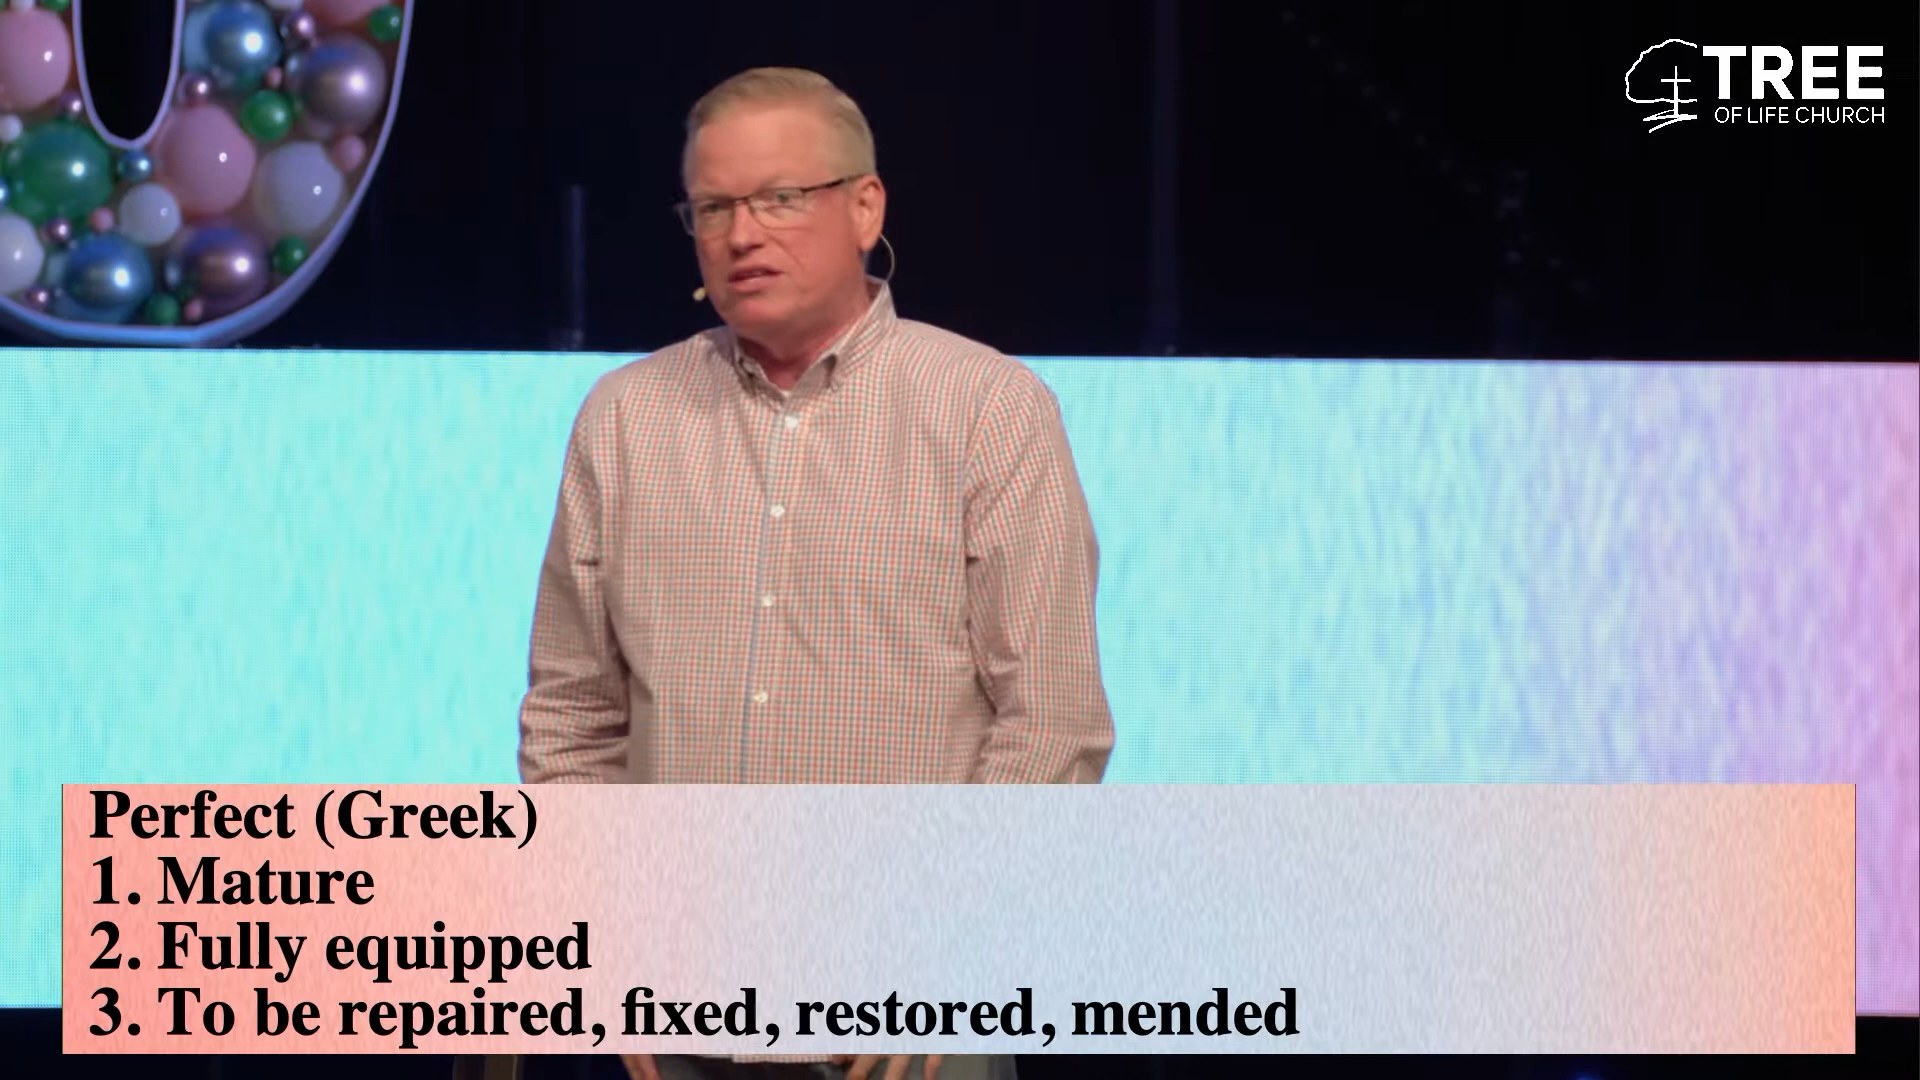 TREE
OF LIFE CHURCH
Perfect (Greek)
1. Mature
2. Fully equipped
3. To be repaired, fixed, restored, mended